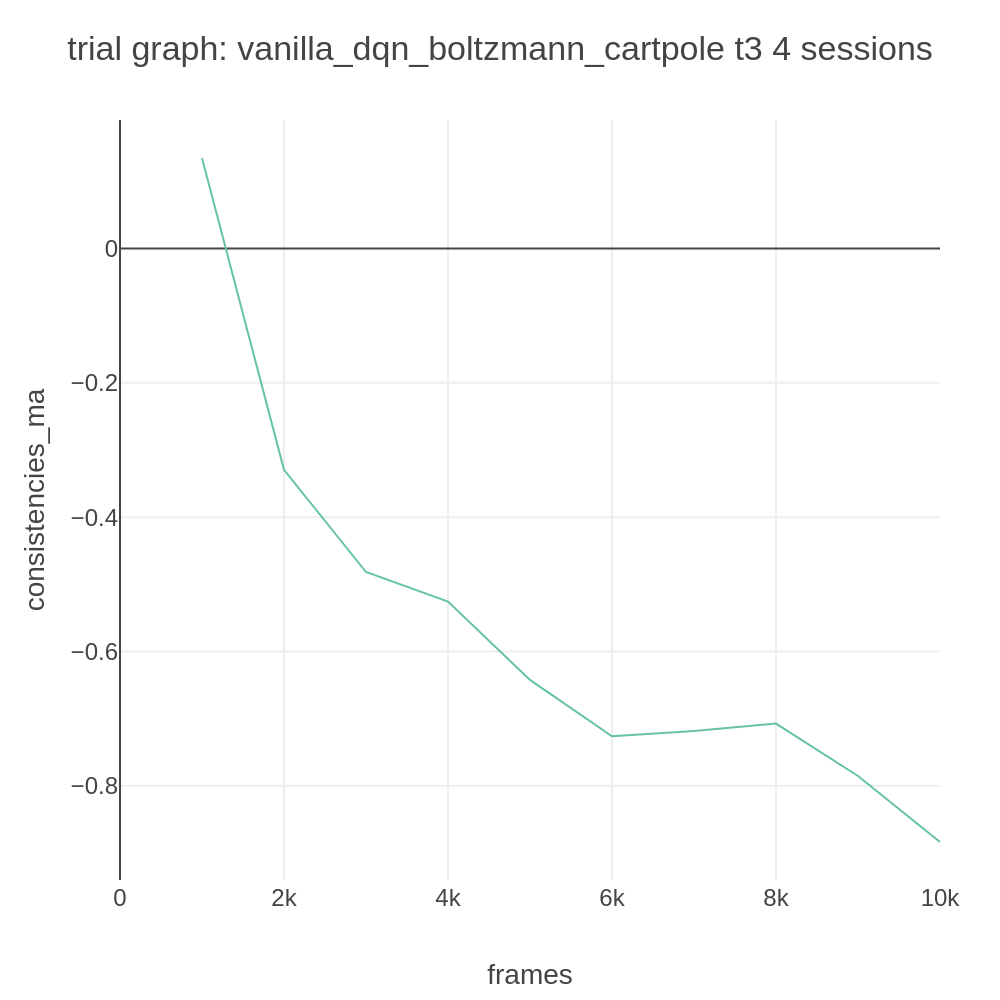 trial graph: vanilla_dqn_boltzmann_cartpole t3 4 sessions
consistencies_ma
0
−0.2
−0.4
−0.6
−0.8
0 2k 4k 6k 8k 10k
frames